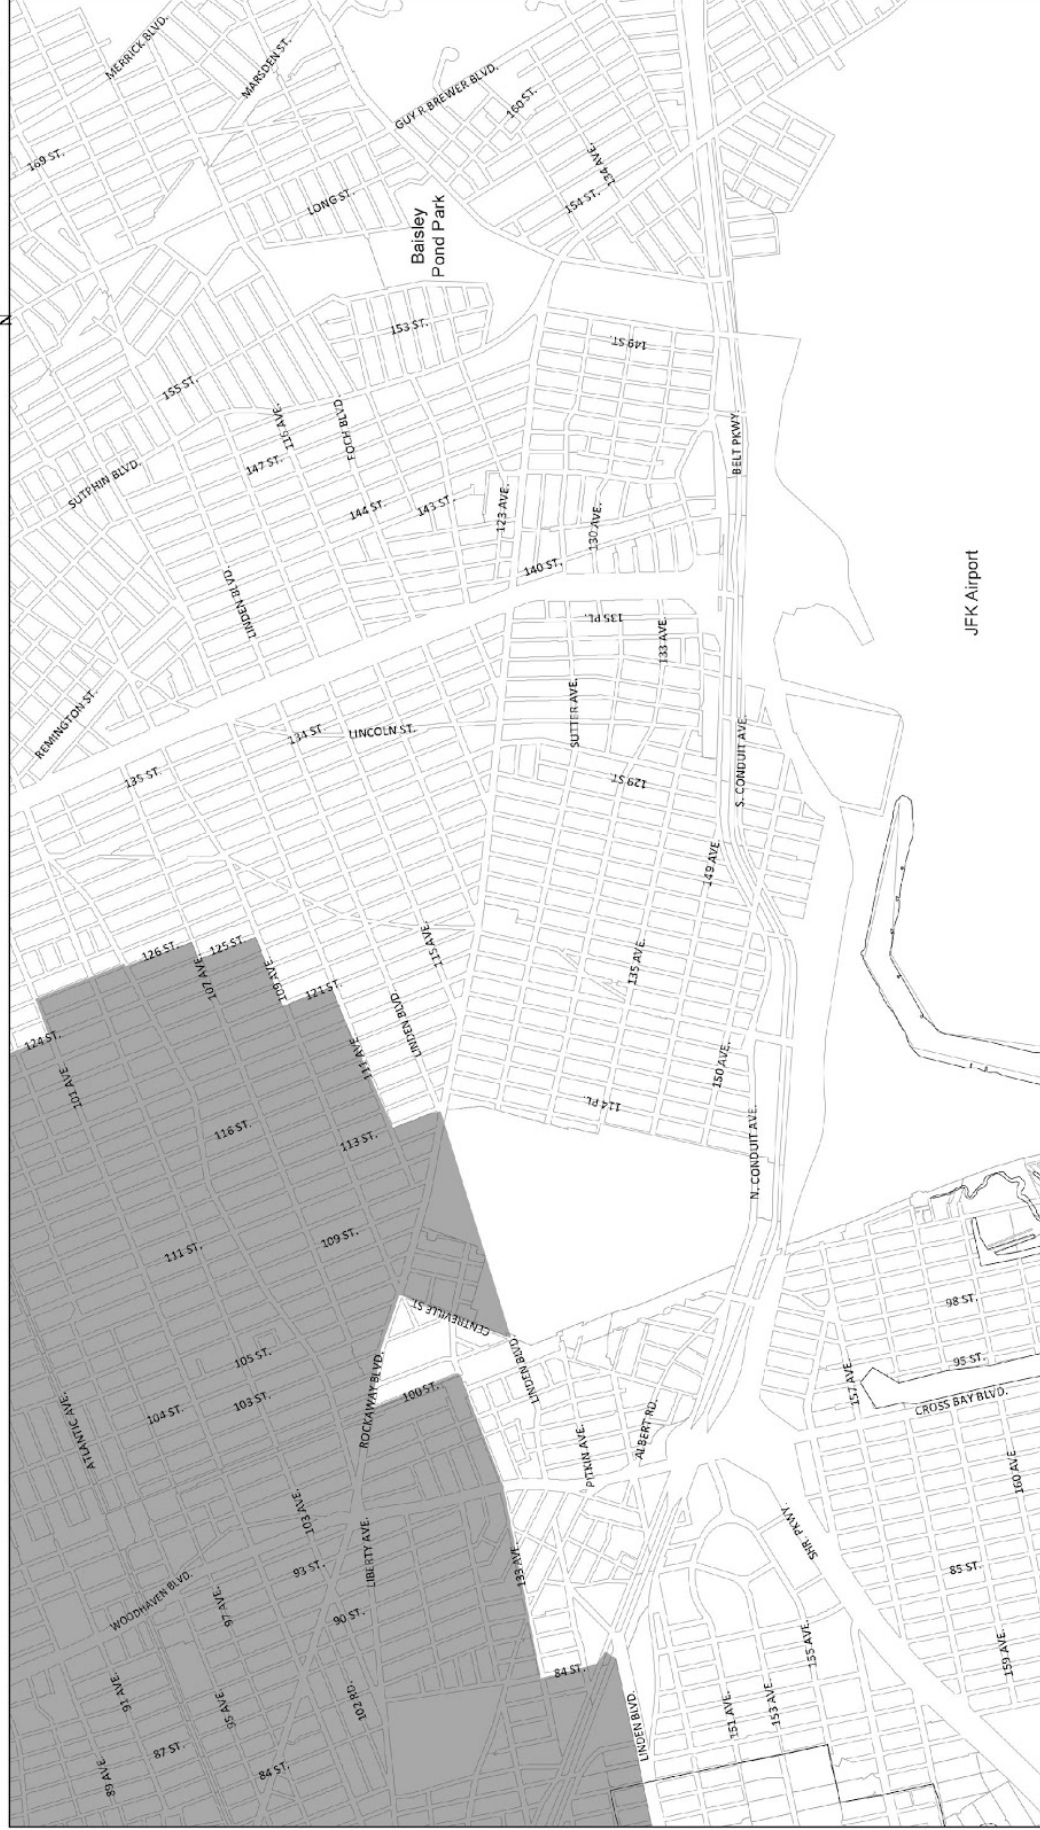 MERRICK BLVD.
MARSDEN ST.
GUY R BREWER BLVD.
160 ST.
169 ST.
134 AVE.
154 ST.
LONG ST.
Baisley
Pond Park
N
153 ST.
149 ST.
155 ST.
116 AVE.
FOCH BLVD
BELT PKWY
147 ST.
SUTPHIN BLVD.
144 ST.
143 ST.
123 AVE.
130 AVE.
140 ST.
LINDEN BLVD.
135 PL.
133 AVE.
JFK Airport
REMINGTON ST.
134 ST.
LINCOLN ST.
SUTTER AVE.
135 ST.
129 ST.
S. CONDUIT AVE.
149 AVE.
126 ST.
125 ST.
107 AVE.
109 AVE.
121 ST.
115 AVE.
135 AVE.
124 ST.
LINDEN BLVD.
111 AVE.
101 AVE.
150 AVE.
114 PL.
116 ST.
113 ST.
N. CONDUIT AVE.
111 ST.
109 ST.
CENTREVILLE ST.
98 ST.
105 ST.
103 ST.
104 ST.
ROCKAWAY BLVD.
100 ST.
LINDEN BLVD.
95 ST.
157 AVE.
CROSS BAY BLVD.
ATLANTIC AVE.
PITKIN AVE.
ALBERT RD.
160 AVE.
103 AVE.
LIBERTY AVE.
133 AVE.
SHR. PKWY.
93 ST.
85 ST.
WOODHAVEN BLVD.
97 AVE.
90 ST.
84 ST.
155 AVE.
159 AVE.
91 AVE.
95 AVE.
102 RD.
LINDEN BLVD.
151 AVE.
153 AVE.
87 ST.
89 AVE.
84 ST.